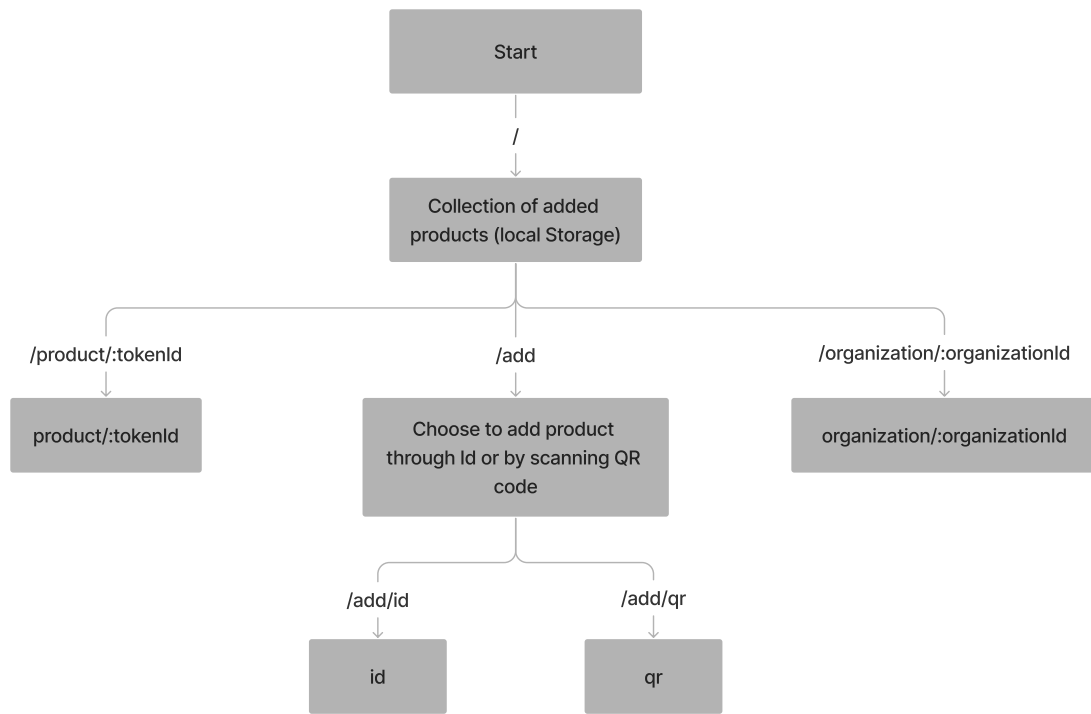 Start
/
Collection of added
products (local Storage)
/product/:tokenId
/add
/organization/:organizationId
product/:tokenId
Choose to add product
through Id or by scanning QR
code
organization/:organizationId
/add/id
/add/qr
id
qr